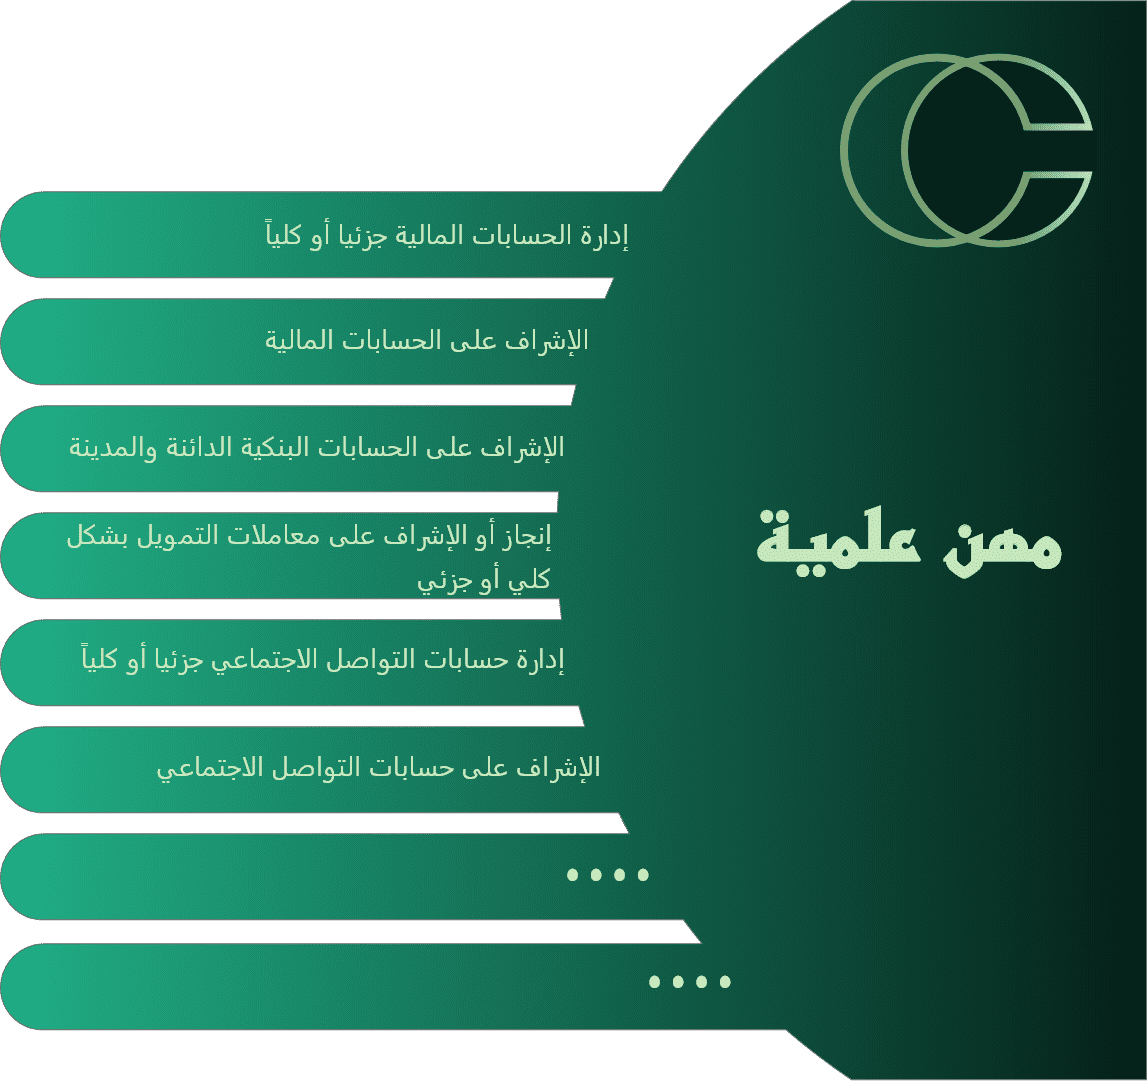 إدارة الحسابات المالية جزئيا أو كلياً
الإشراف على الحسابات المالية
الإشراف على الحسابات البنكية الدائنة والمدينة
إنجاز أو الإشراف على معاملات التمويل بشكل
كلي أو جزئي
مهن علمية
إدارة حسابات التواصل الاجتماعي جزئيا أو كلياً
الإشراف على حسابات التواصل الاجتماعي
....
....